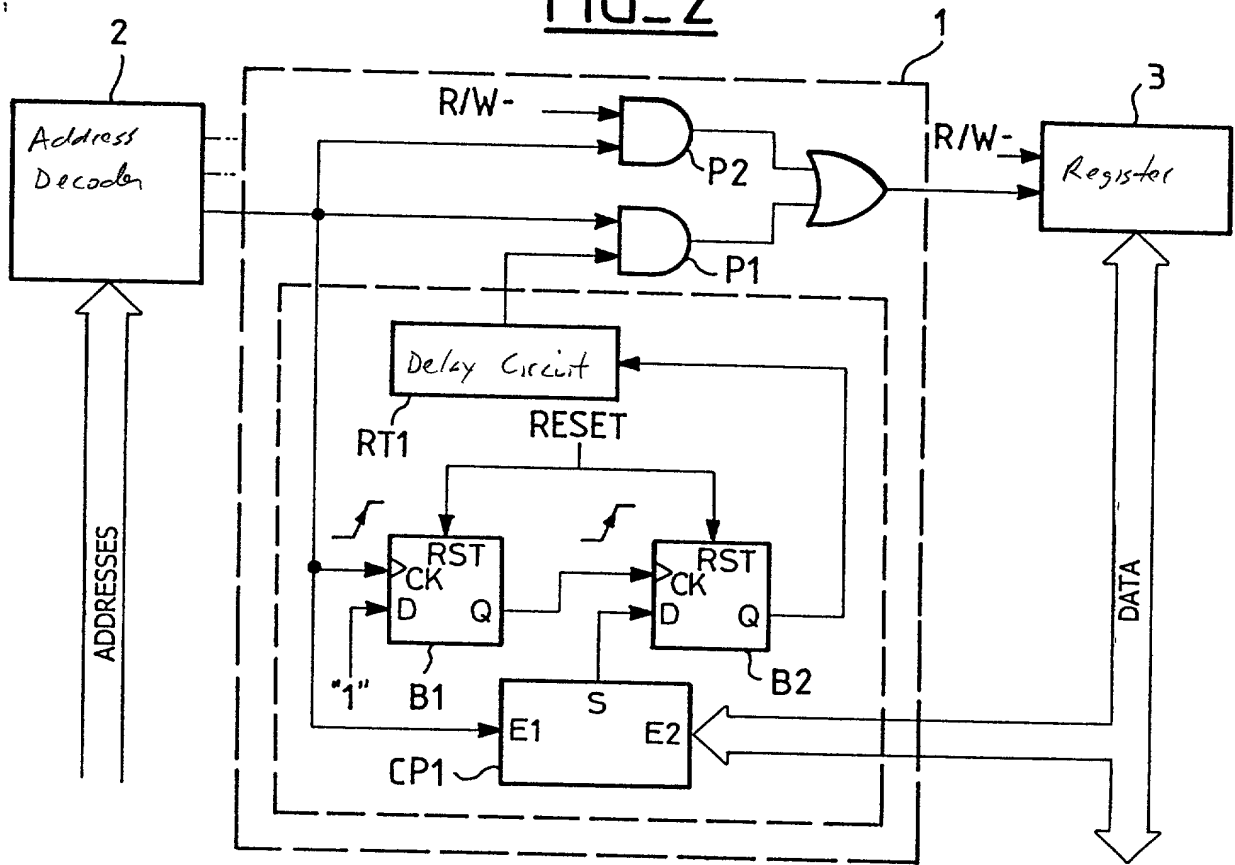 FIG_2
2
1
3
Address
Decoder
R/W-
P2
R/W-
Register
P1
Delay Circuit
RT1
RESET
RST
CK
D
Q
B1
"1"
RST
CK
D
Q
B2
S
E1
E2
CP1
ADDRESSES
DATA